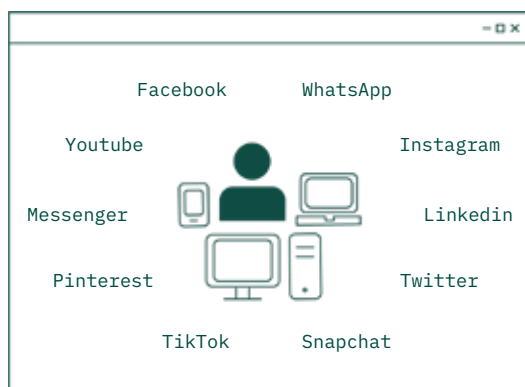 Facebook
WhatsApp
Youtube
Instagram
Messenger
Linkedin
Pinterest
Twitter
TikTok
Snapchat